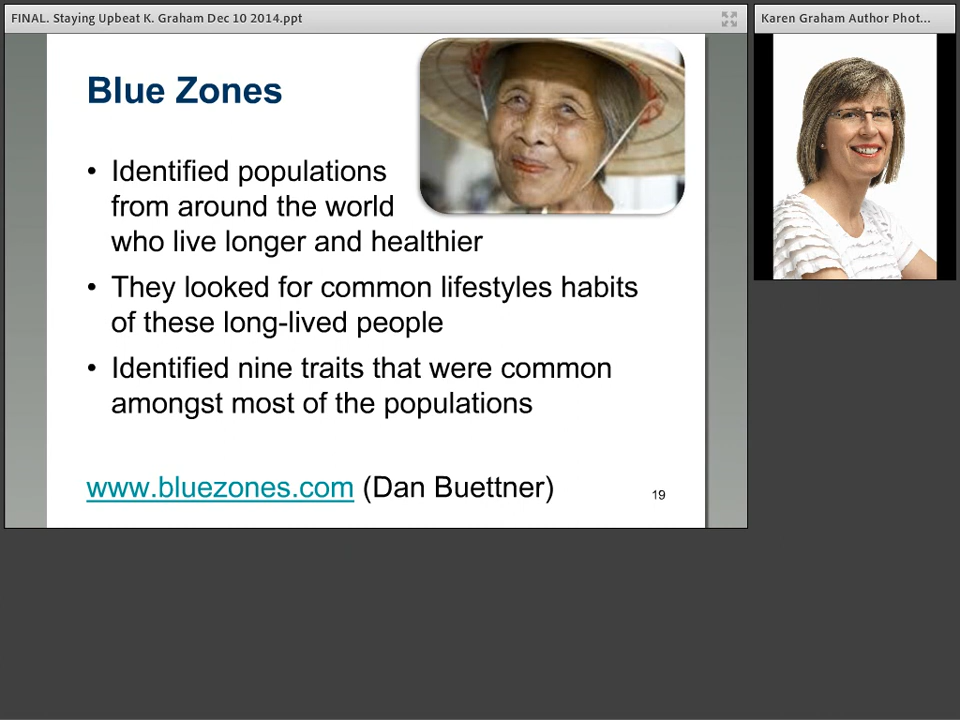 FINAL. Staying Upbeat K. Graham Dec 10 2014.ppt
Karen Graham Author Phot...
Blue Zones
• Identified populations
from around the world
who live longer and healthier
• They looked for common lifestyles habits
of these long-lived people
• Identified nine traits that were common
amongst most of the populations
www.bluezones.com (Dan Buettner)
19